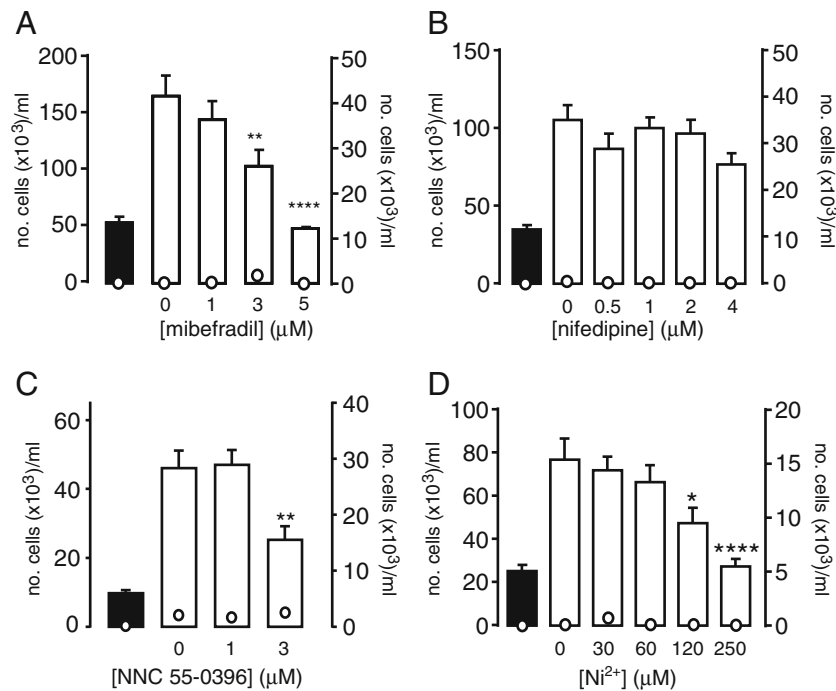 A
B
200
150
100
50
0
no. cells (x10³)/ml
**
****
50
40
30
20
10
0
no. cells (x10³)/ml
0 1 3 5
[mibefradil] (µM)
150
100
50
0
no. cells (x10³)/ml
50
40
30
20
10
0
no. cells (x10³)/ml
0 0.5 1 2 4
[nifedipine] (µM)
C
D
60
40
20
0
no. cells (x10³)/ml
**
40
30
20
10
0
no. cells (x10³)/ml
0 1 3
[NNC 55-0396] (µM)
100
80
60
40
20
0
no. cells (x10³)/ml
*
****
20
15
10
5
0
no. cells (x10³)/ml
0 30 60 120 250
[Ni²⁺] (µM)